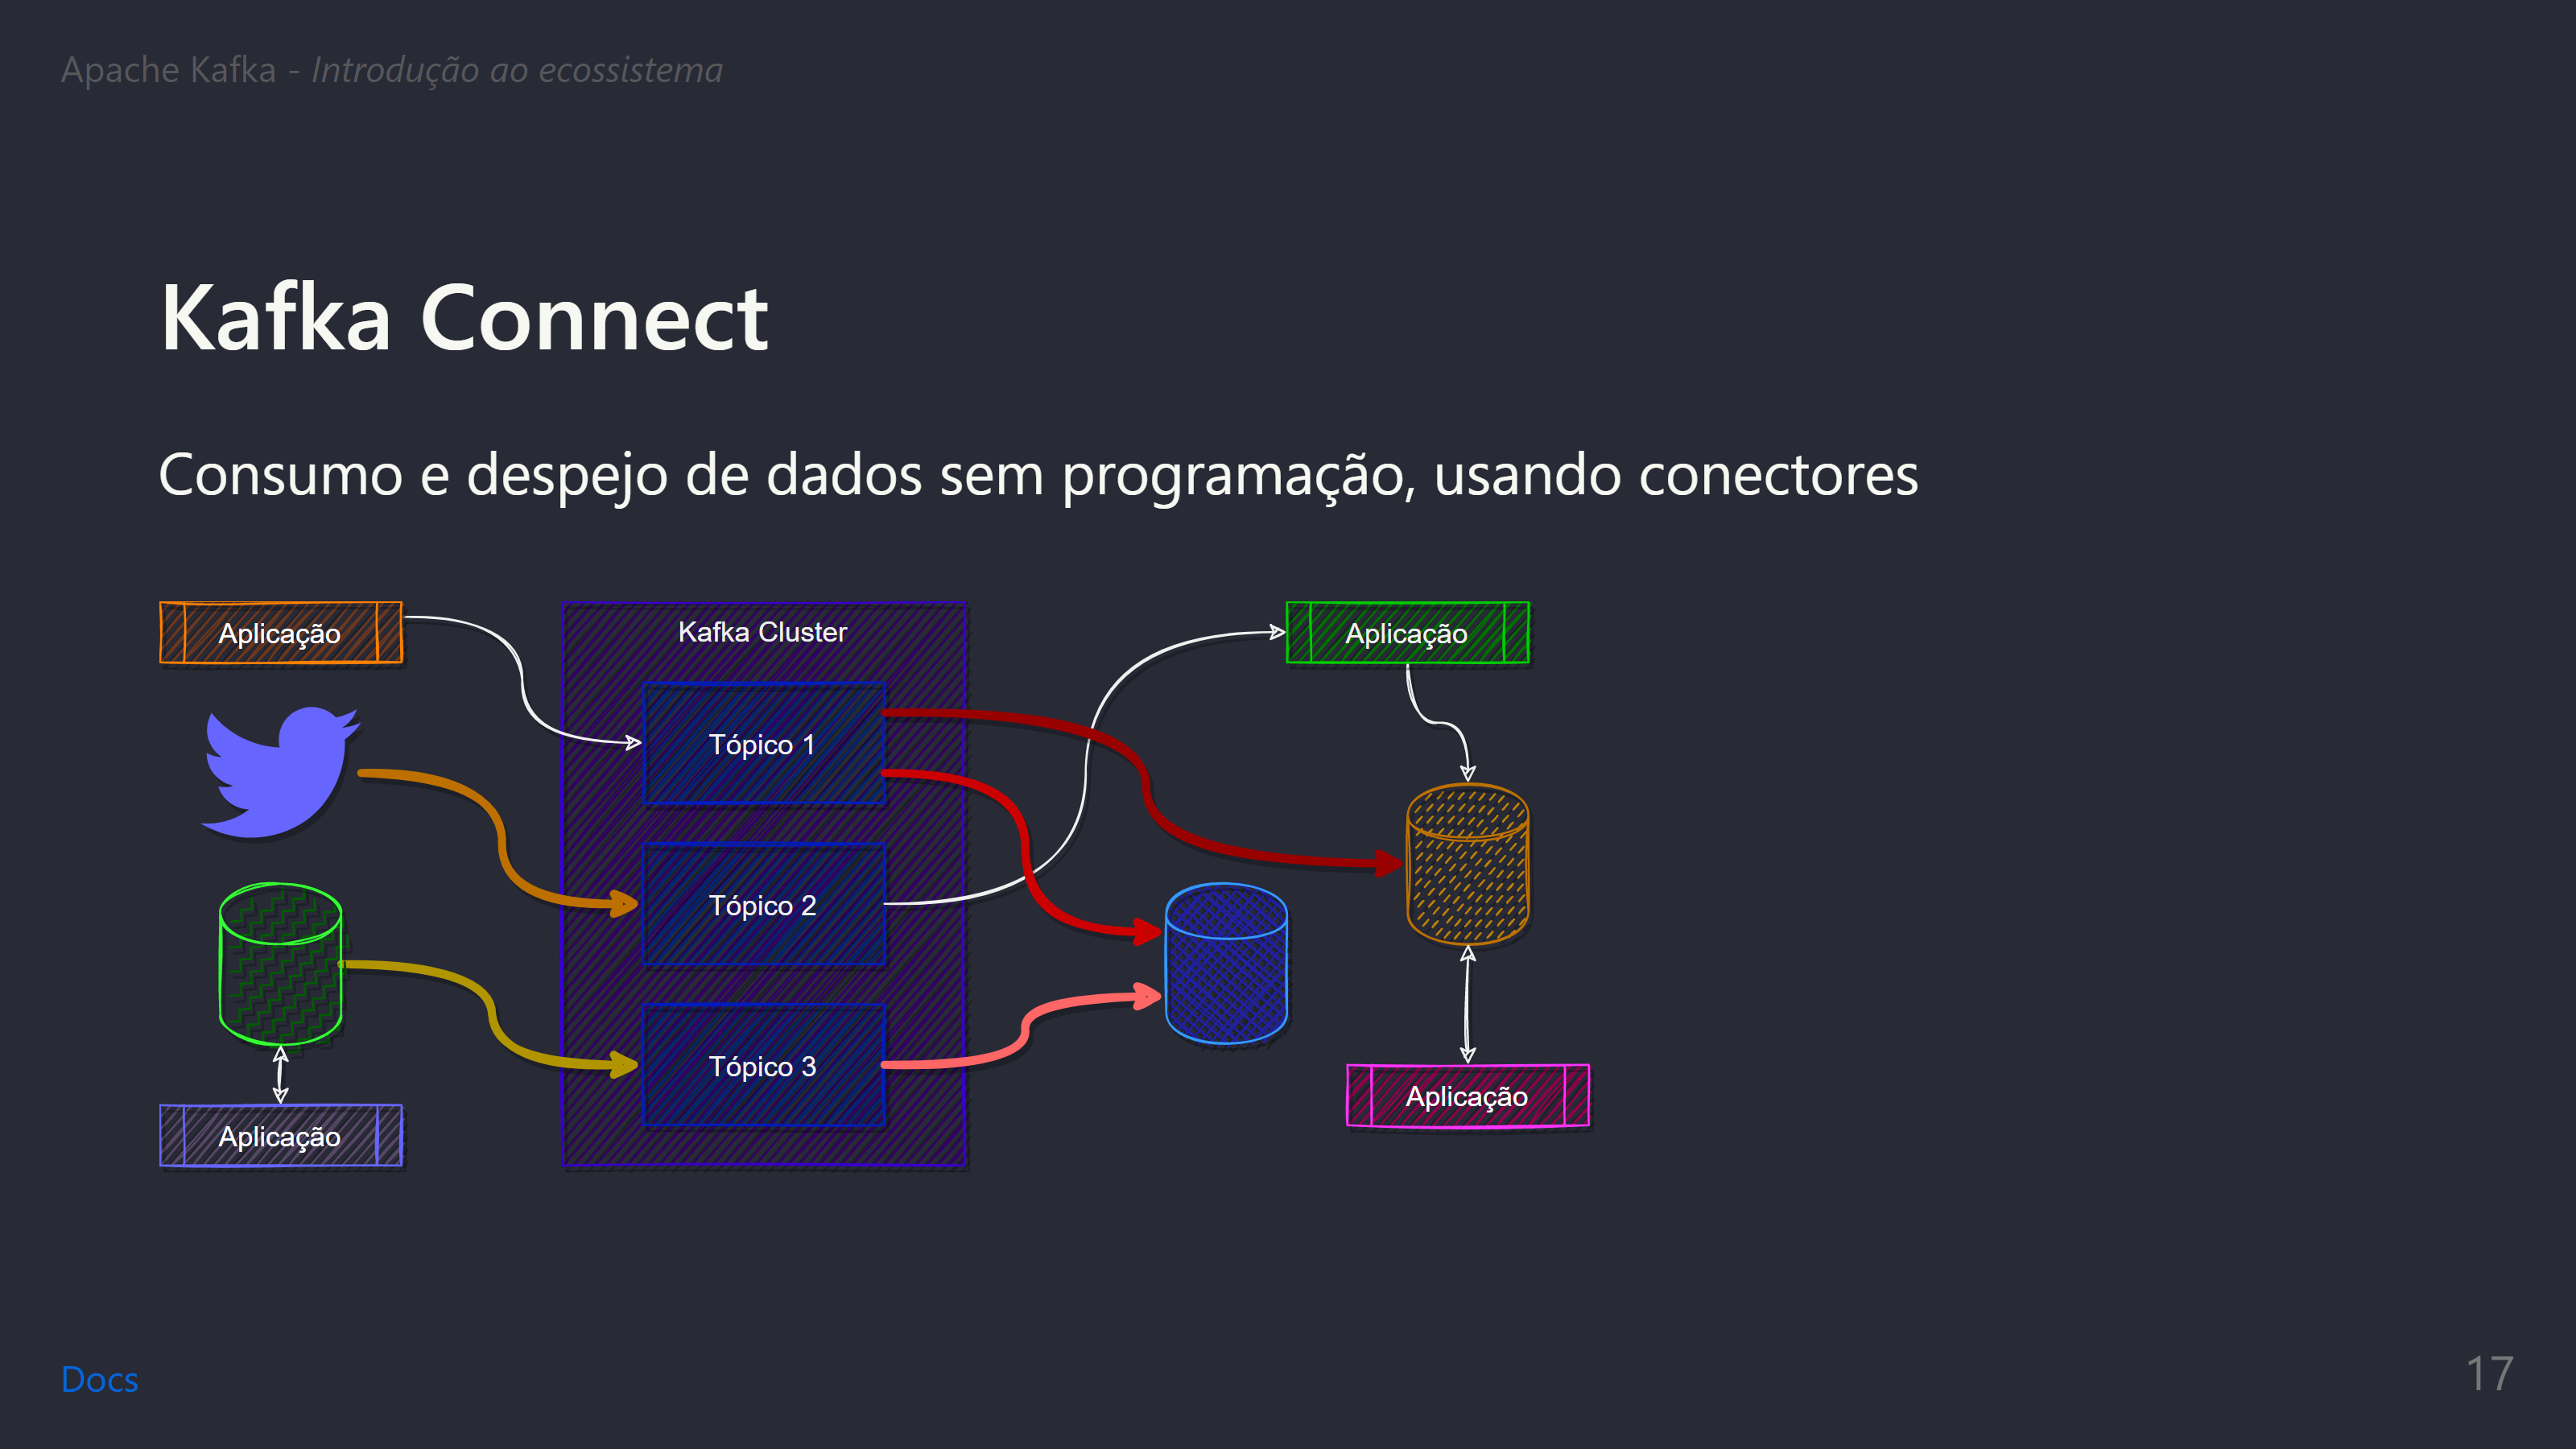 Apache Kafka - Introdução ao ecossistema
Kafka Connect
Consumo e despejo de dados sem programação, usando conectores
Aplicação
Kafka Cluster
Aplicação
Tópico 1
Tópico 2
Tópico 3
Aplicação
Aplicação
Docs
17